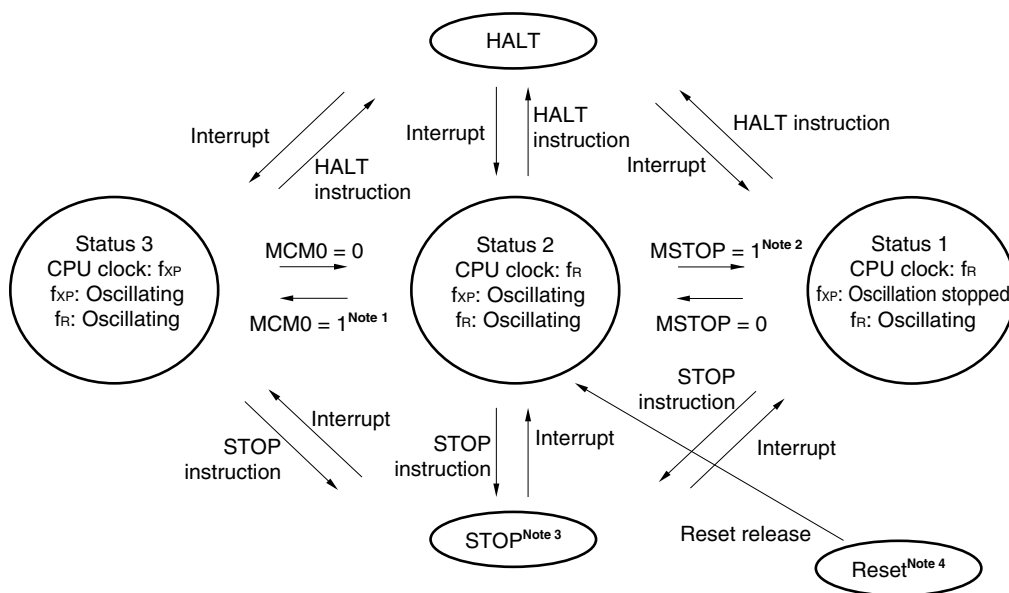 HALT
Interrupt
HALT
instruction
Interrupt
HALT
instruction
HALT instruction
Interrupt
Status 3
CPU clock: fXP
fXP: Oscillating
fR: Oscillating
MCM0 = 0
MCM0 = 1Note 1
Status 2
CPU clock: fR
fXP: Oscillating
fR: Oscillating
MSTOP = 1Note 2
MSTOP = 0
Status 1
CPU clock: fR
fXP: Oscillation stopped
fR: Oscillating
STOP
instruction
Interrupt
STOP
instruction
Interrupt
STOP
instruction
Interrupt
STOPNote 3
Reset release
ResetNote 4